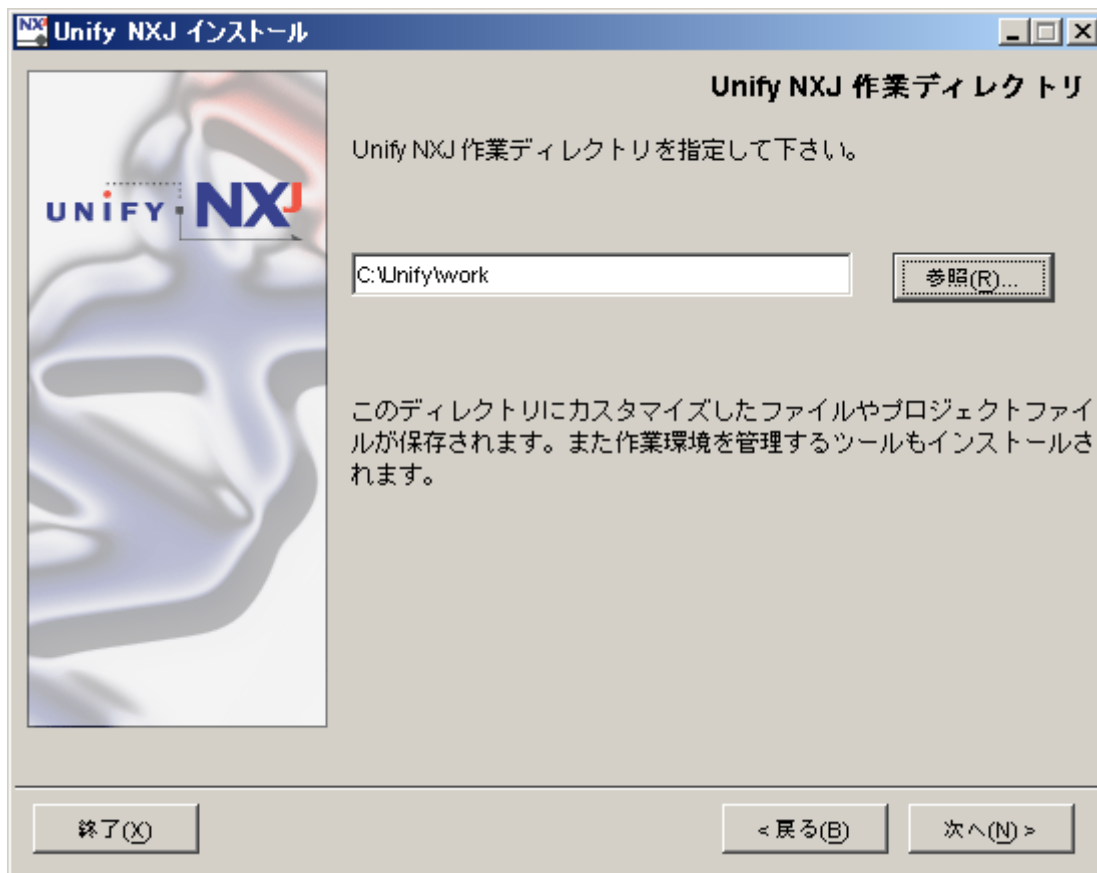 Unify NXJ インストール
Unify NXJ 作業ディレクトリ
Unify NXJ 作業ディレクトリを指定して下さい。
UNiFY NXJ
C:\Unify\work
参照(R)...
このディレクトリにカスタマイズしたファイルやプロジェクトファイ
ルが保存されます。また作業環境を管理するツールもインストールさ
れます。
終了(X)
< 戻る(B)
次へ(N) >